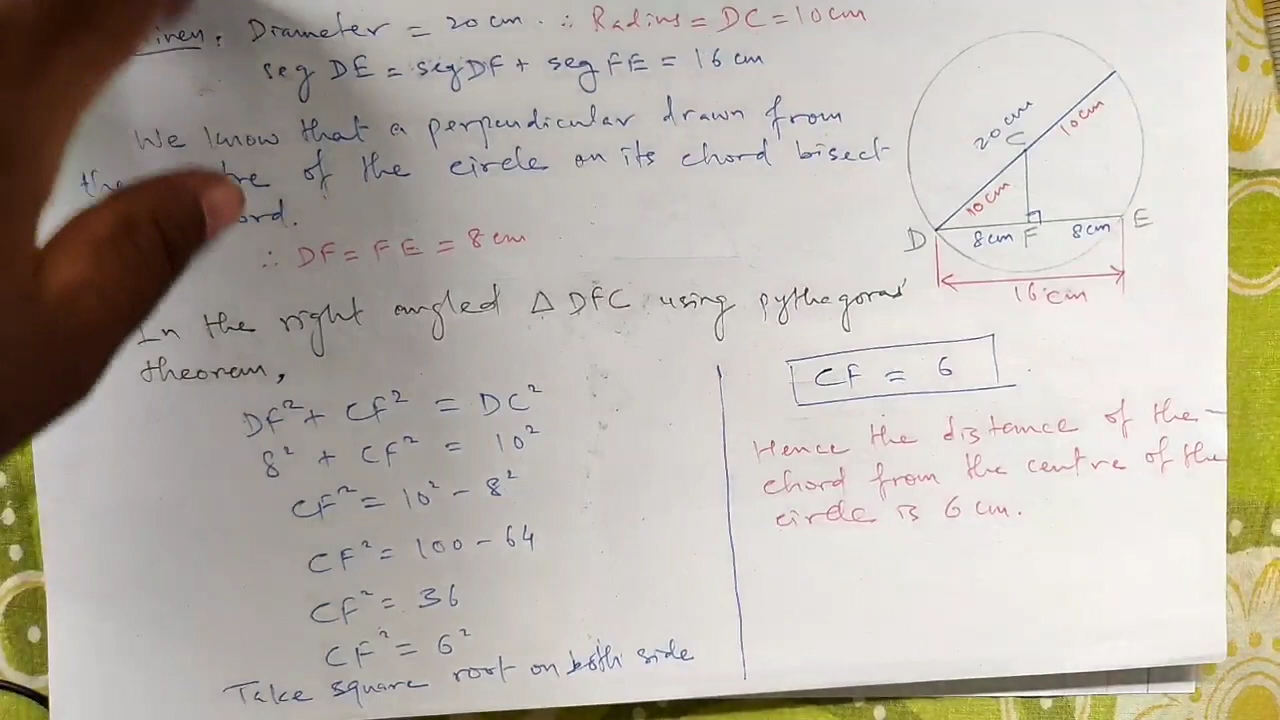 Diameter = 20 cm. ∴ Radius = DC = 10 cm
seg DE = seg DF + seg FE = 16 cm
We know that a perpendicular drawn from
of the circle on its chord bisect
∴ DF = FE = 8 cm
In the right angled △ DFC using pythagoras'
theorem,
DF² + CF² = DC²
8² + CF² = 10²
CF² = 10² - 8²
CF² = 100 - 64
CF² = 36
CF² = 6²
Take square root on both side
CF = 6
Hence the distance of the
chord from the centre of the
circle is 6 cm.
20 cm
C
10 cm
10 cm
D
8 cm
F
8 cm
E
16 cm